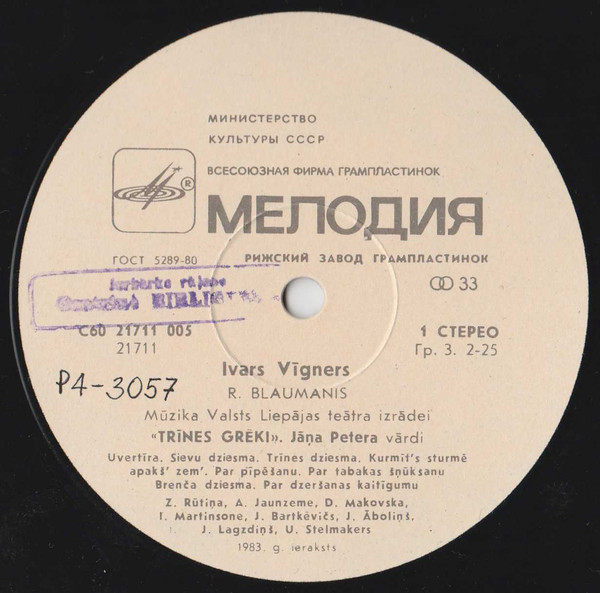 МИНИСТЕРСТВО
КУЛЬТУРЫ СССР
ВСЕСОЮЗНАЯ ФИРМА ГРАМПЛАСТИНОК
®
МЕЛОДИЯ
ГОСТ 5289-80
РИЖСКИЙ ЗАВОД ГРАМПЛАСТИНОК
33
C60 21711 005
21711
1 СТЕРЕО
Гр. 3. 2-25
P4-3057
Ivars Vīgners
R. BLAUMANIS
Mūzika Valsts Liepājas teātra izrādei
«TRĪNES GRĒKI». Jāņa Petera vārdi
Uvertīra. Sievu dziesma. Trīnes dziesma. Kurmīt's sturmē
apakš' zem'. Par pīpēšanu. Par tabakas šņūksanu
Brenča dziesma. Par dzeršanas kaitīgumu
Z. Rūtiņa, A. Jaunzeme, D. Makovska,
I. Martinsone, J. Bartkēvičs, J. Āboliņš,
J. Lagzdiņš, U. Stelmakers
1983. g. ieraksts